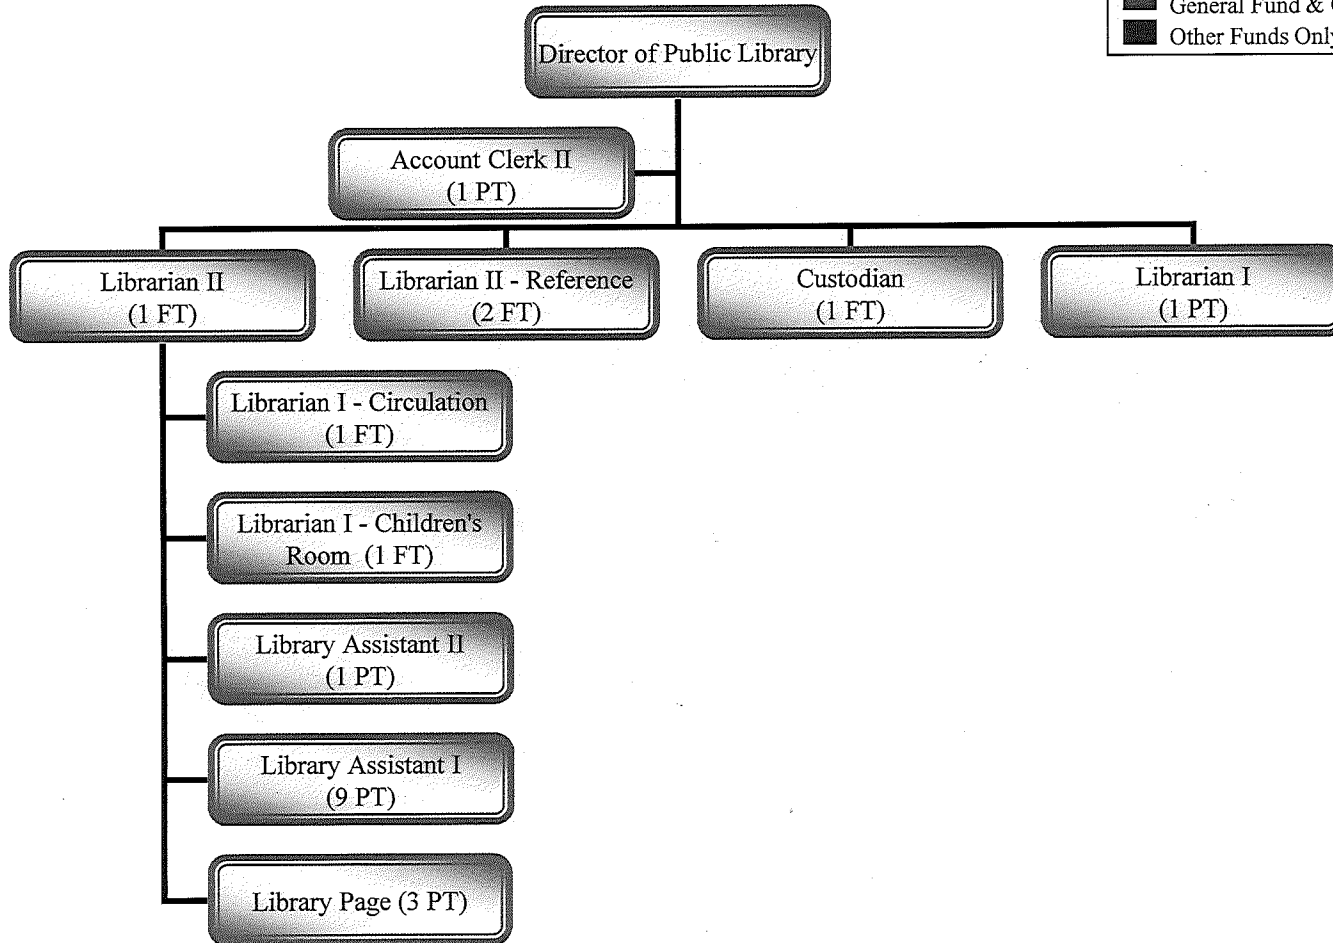 General Fund &
Other Funds Only
Director of Public Library
Account Clerk II
(1 PT)
Librarian II
(1 FT)
Librarian II - Reference
(2 FT)
Custodian
(1 FT)
Librarian I
(1 PT)
Librarian I - Circulation
(1 FT)
Librarian I - Children's
Room (1 FT)
Library Assistant II
(1 PT)
Library Assistant I
(9 PT)
Library Page (3 PT)